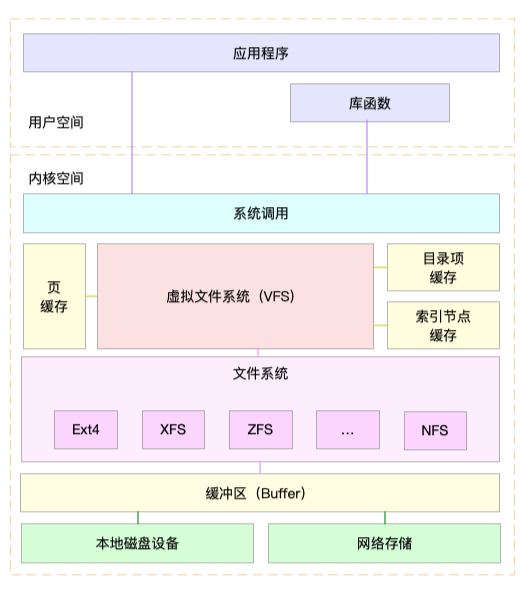 应用程序
库函数
用户空间
内核空间
系统调用
页
缓存
虚拟文件系统（VFS）
目录项
缓存
索引节点
缓存
文件系统
Ext4
XFS
ZFS
...
NFS
缓冲区（Buffer）
本地磁盘设备
网络存储